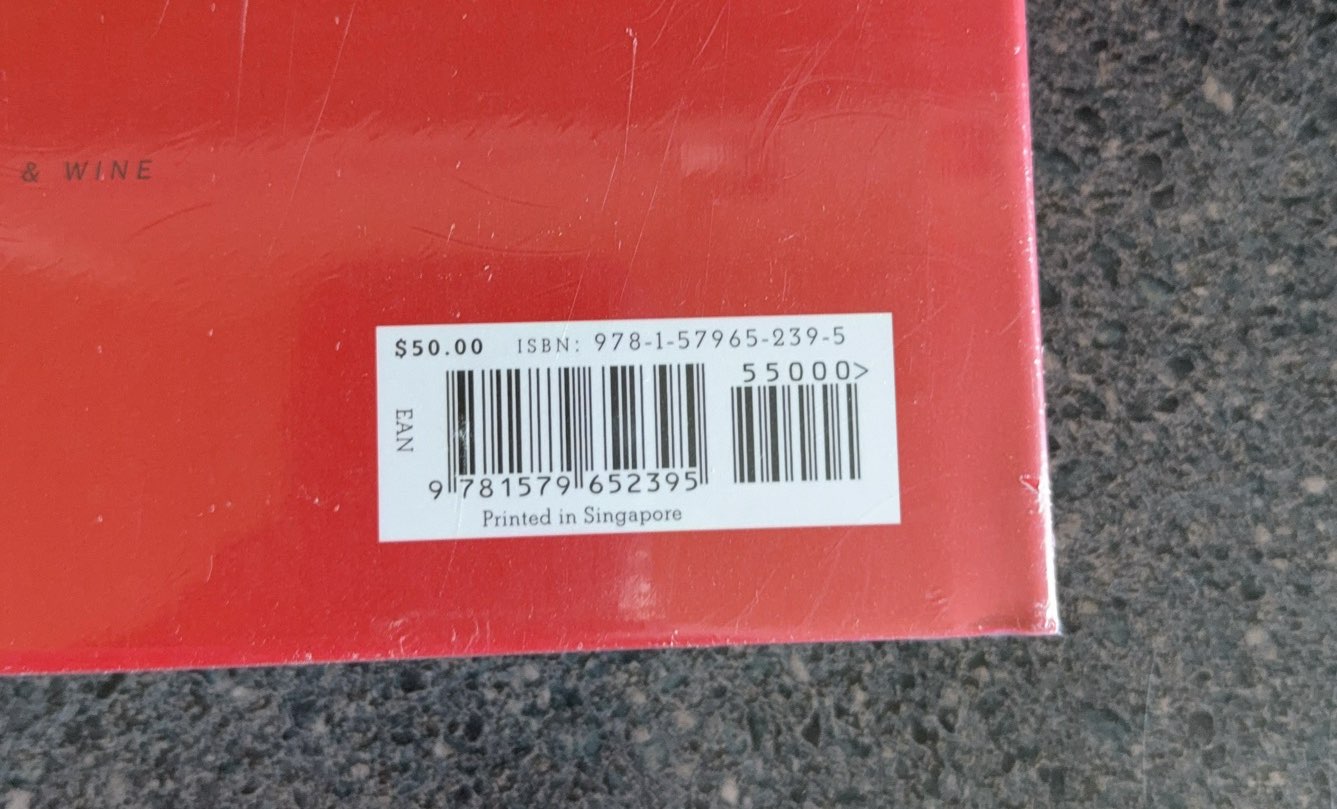 & WINE
$50.00 ISBN: 978-1-57965-239-5
55000>
EAN
9 781579 652395
Printed in Singapore